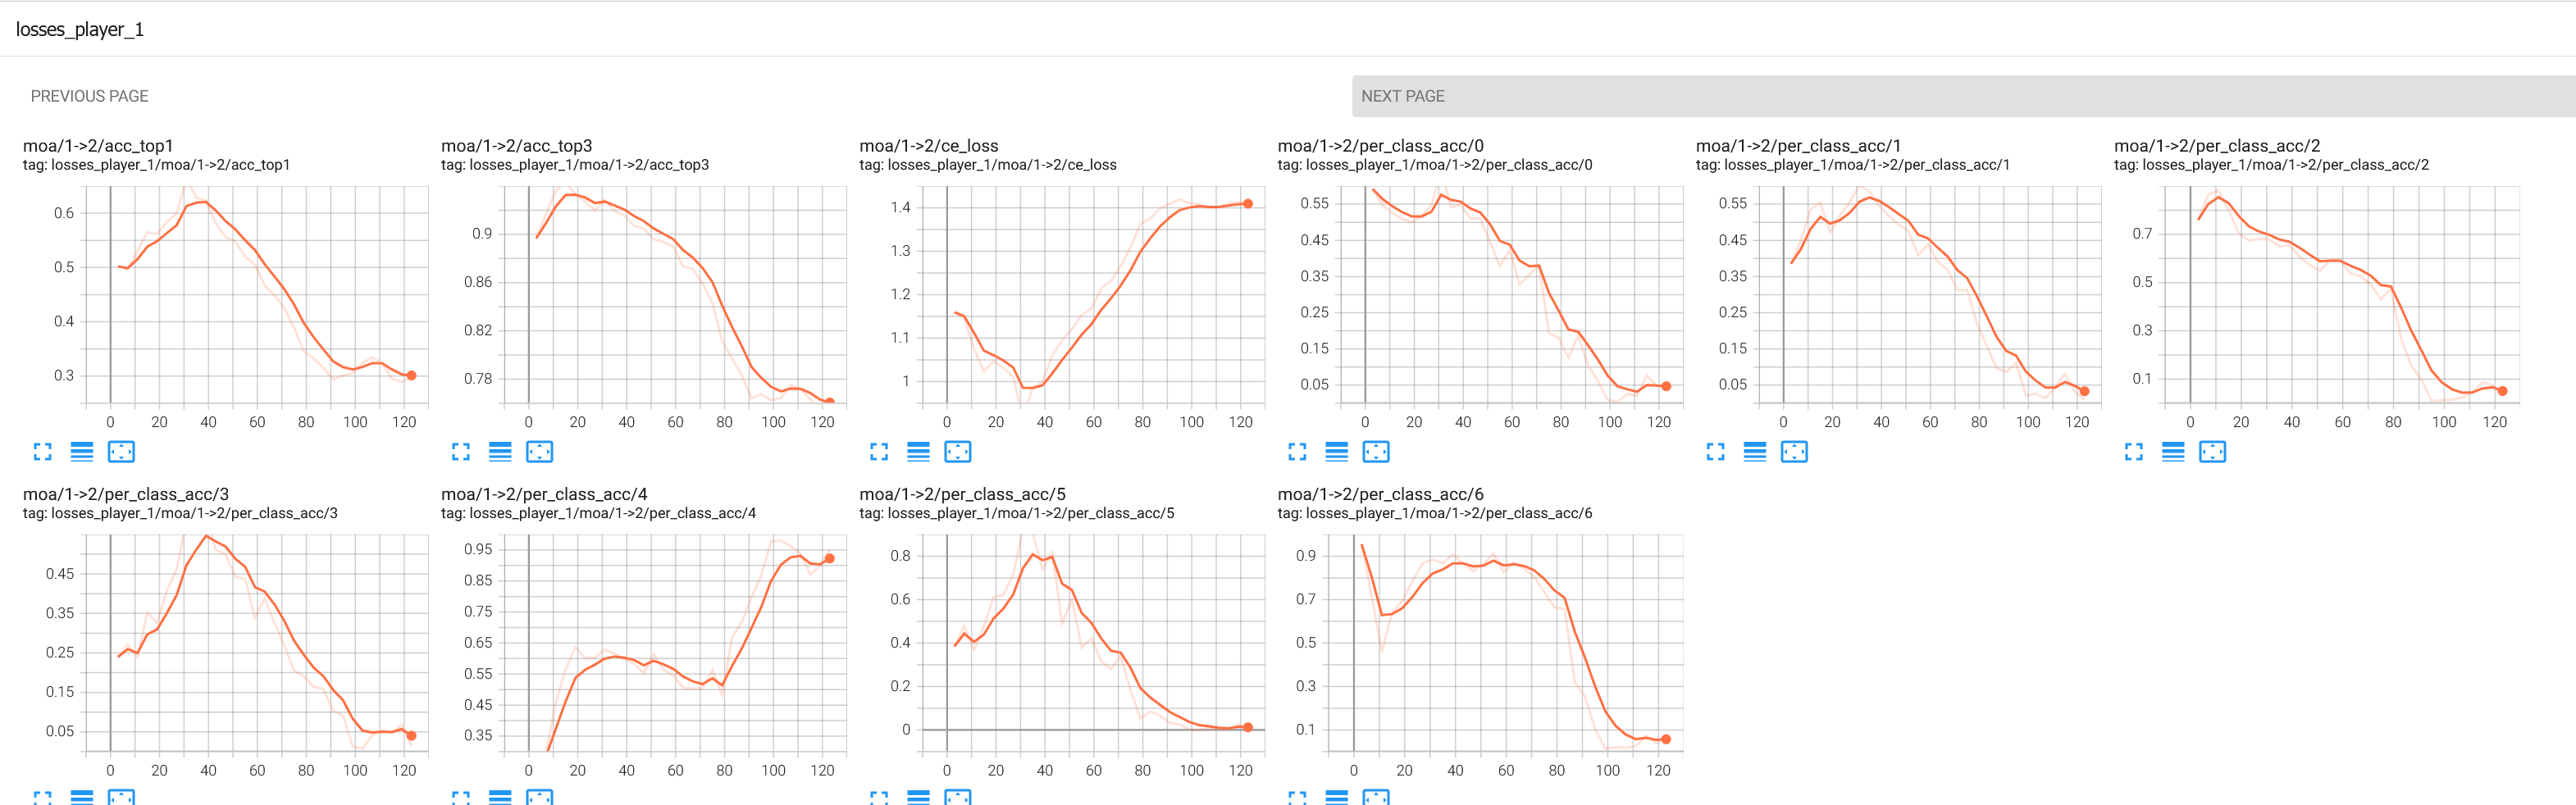 losses_player_1
PREVIOUS PAGE
NEXT PAGE
moa/1->2/acc_top1
tag: losses_player_1/moa/1->2/acc_top1
0.6
0.5
0.4
0.3
0 20 40 60 80 100 120
moa/1->2/acc_top3
tag: losses_player_1/moa/1->2/acc_top3
0.9
0.86
0.82
0.78
0 20 40 60 80 100 120
moa/1->2/ce_loss
tag: losses_player_1/moa/1->2/ce_loss
1.4
1.3
1.2
1.1
1
0 20 40 60 80 100 120
moa/1->2/per_class_acc/0
tag: losses_player_1/moa/1->2/per_class_acc/0
0.55
0.45
0.35
0.25
0.15
0.05
0 20 40 60 80 100 120
moa/1->2/per_class_acc/1
tag: losses_player_1/moa/1->2/per_class_acc/1
0.55
0.45
0.35
0.25
0.15
0.05
0 20 40 60 80 100 120
moa/1->2/per_class_acc/2
tag: losses_player_1/moa/1->2/per_class_acc/2
0.7
0.5
0.3
0.1
0 20 40 60 80 100 120
moa/1->2/per_class_acc/3
tag: losses_player_1/moa/1->2/per_class_acc/3
0.45
0.35
0.25
0.15
0.05
0 20 40 60 80 100 120
moa/1->2/per_class_acc/4
tag: losses_player_1/moa/1->2/per_class_acc/4
0.95
0.85
0.75
0.65
0.55
0.45
0.35
0 20 40 60 80 100 120
moa/1->2/per_class_acc/5
tag: losses_player_1/moa/1->2/per_class_acc/5
0.8
0.6
0.4
0.2
0
0 20 40 60 80 100 120
moa/1->2/per_class_acc/6
tag: losses_player_1/moa/1->2/per_class_acc/6
0.9
0.7
0.5
0.3
0.1
0 20 40 60 80 100 120